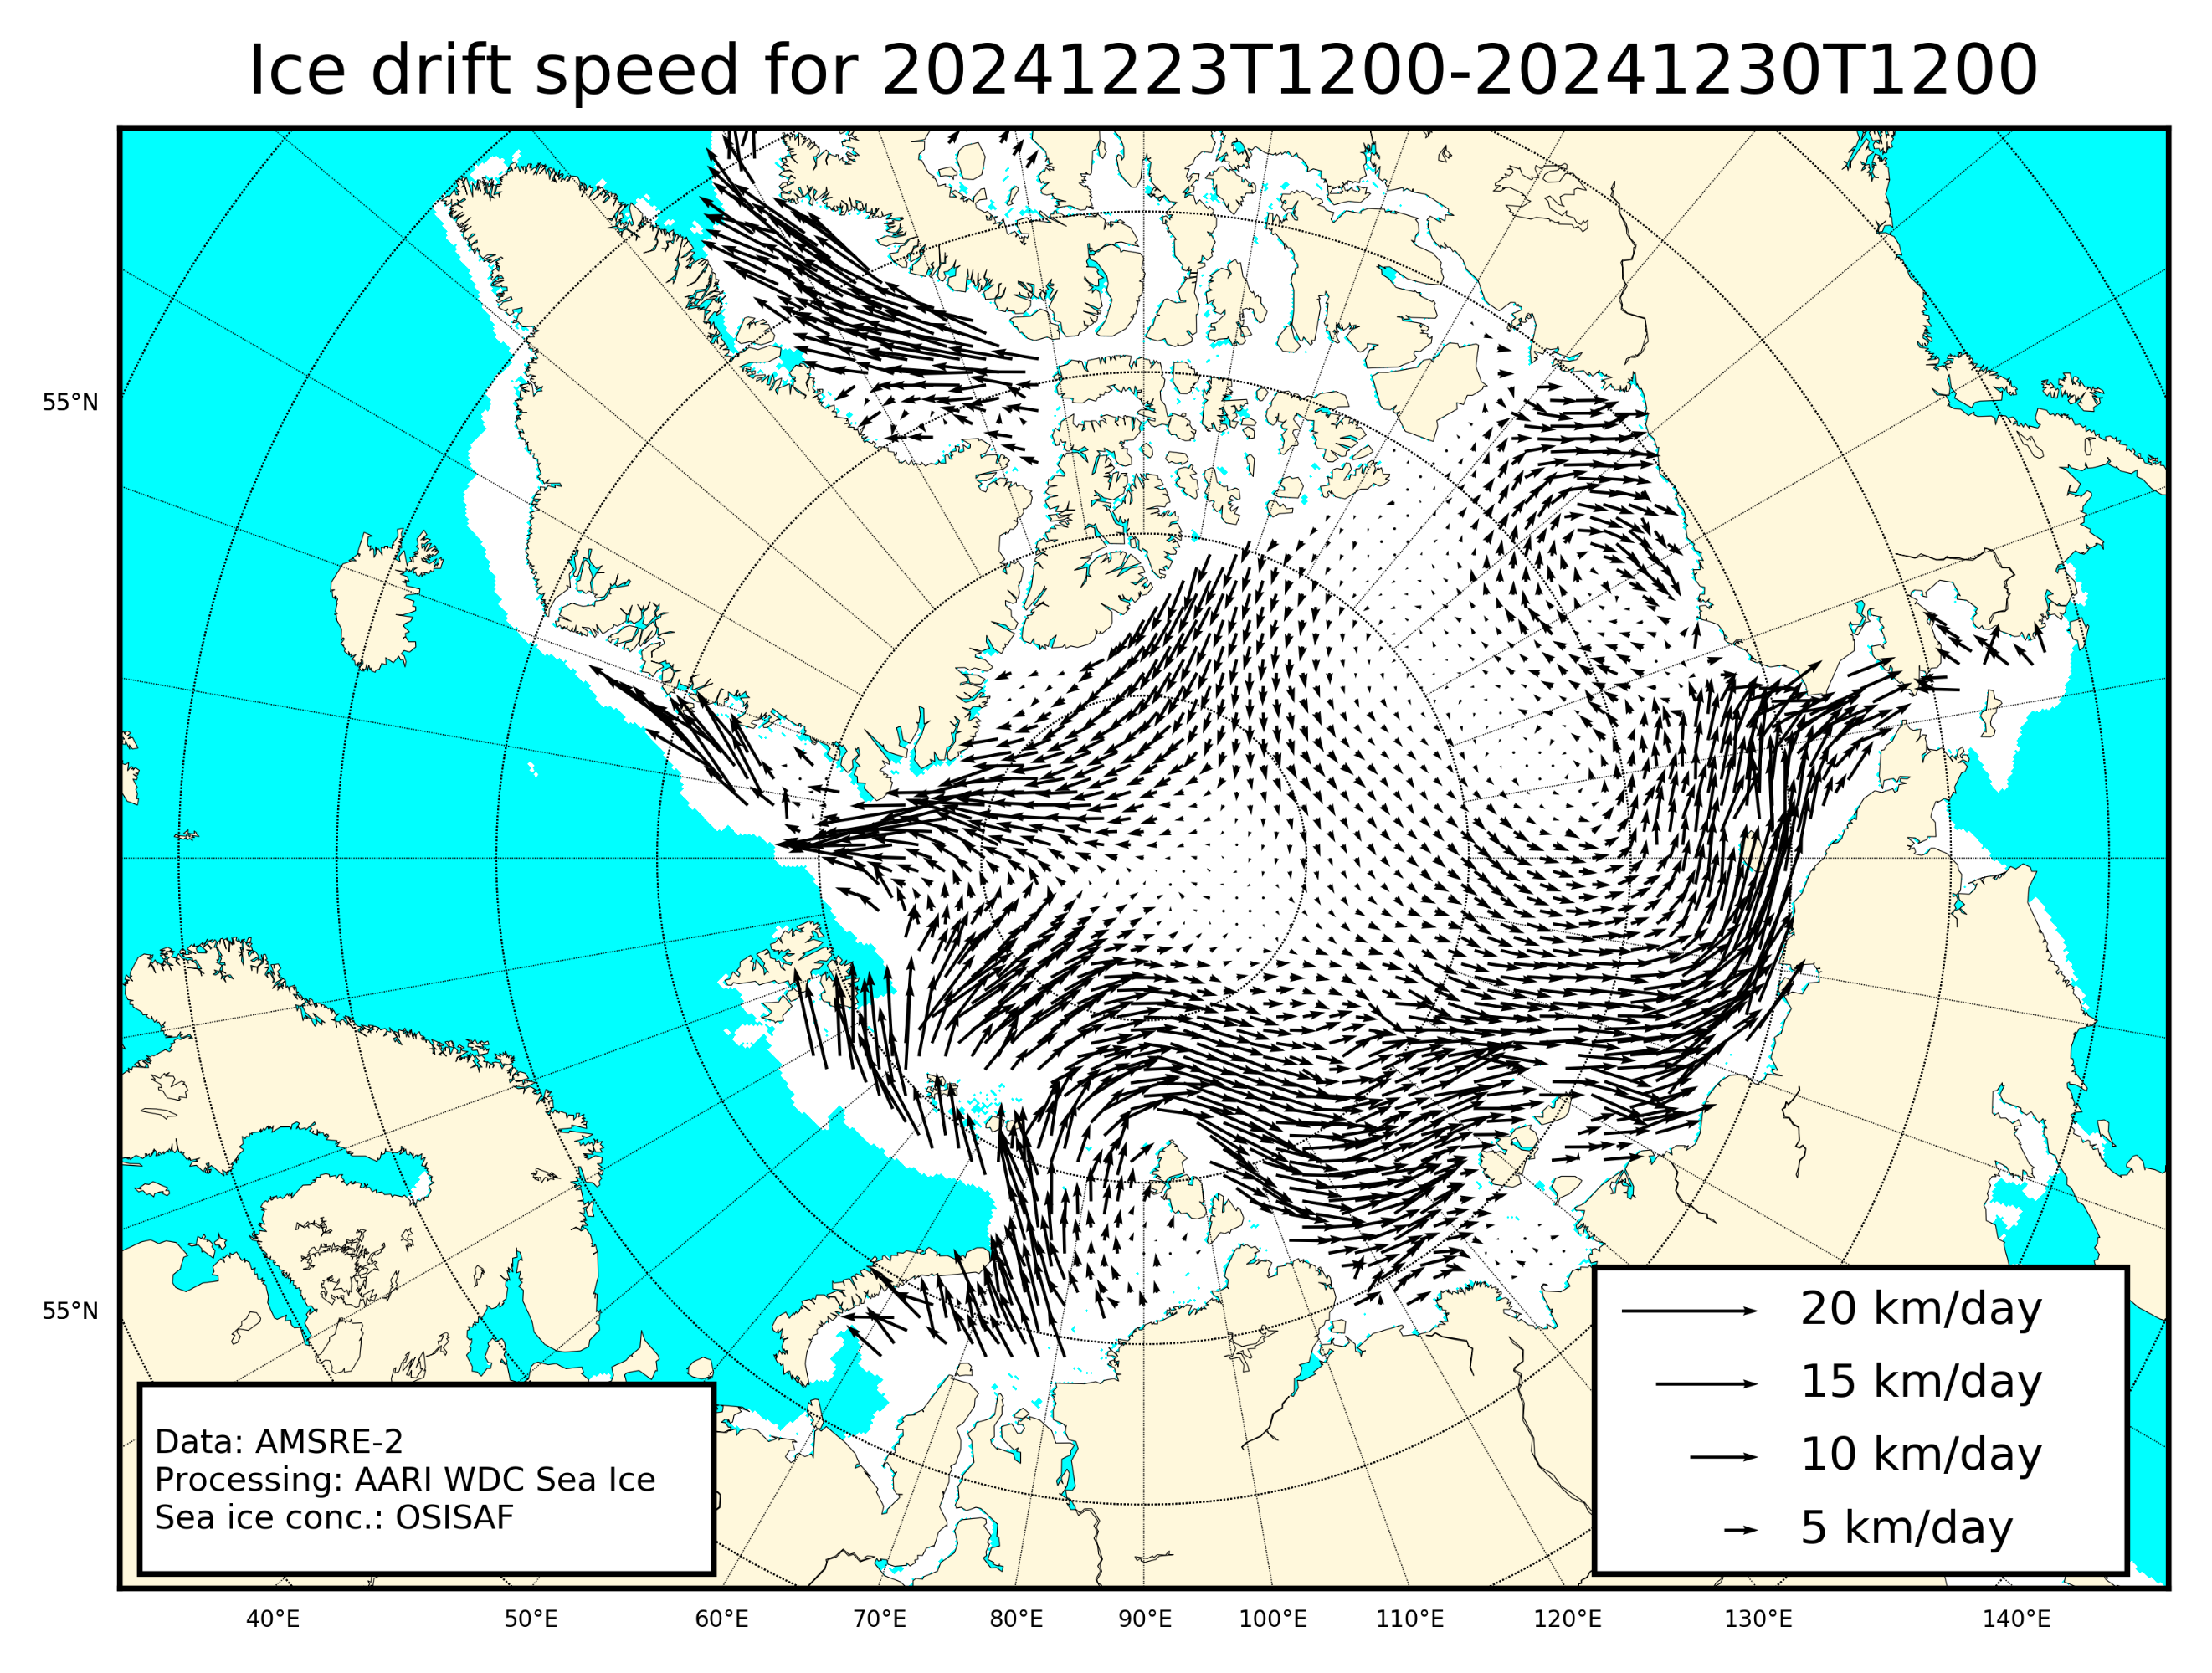 Ice drift speed for 20241223T1200-20241230T1200
55°N
55°N
20 km/day
15 km/day
10 km/day
5 km/day
Data: AMSRE-2
Processing: AARI WDC Sea Ice
Sea ice conc.: OSISAF
40°E 50°E 60°E 70°E 80°E 90°E 100°E 110°E 120°E 130°E 140°E